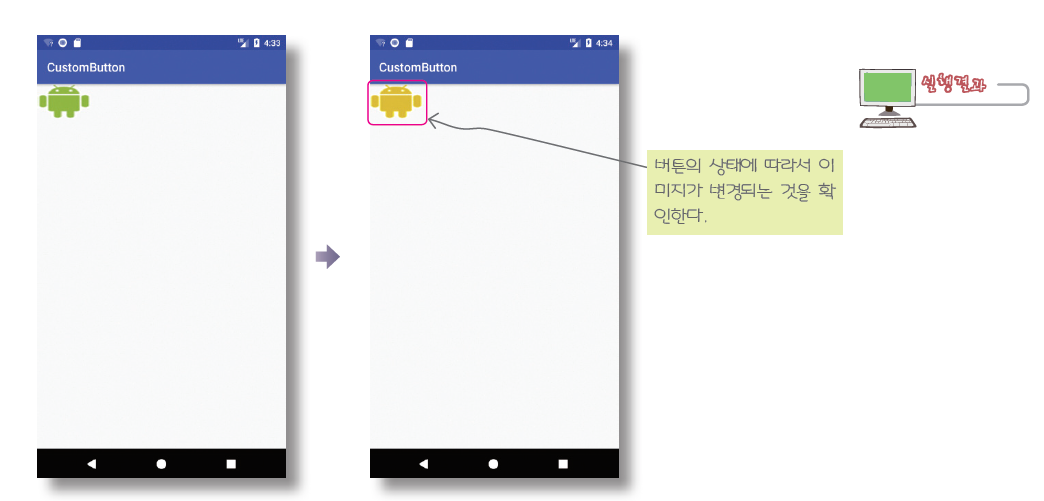 4:33
CustomButton
4:34
CustomButton
실행결과
버튼의 상태에 따라서 이
미지가 변경되는 것을 확
인한다.